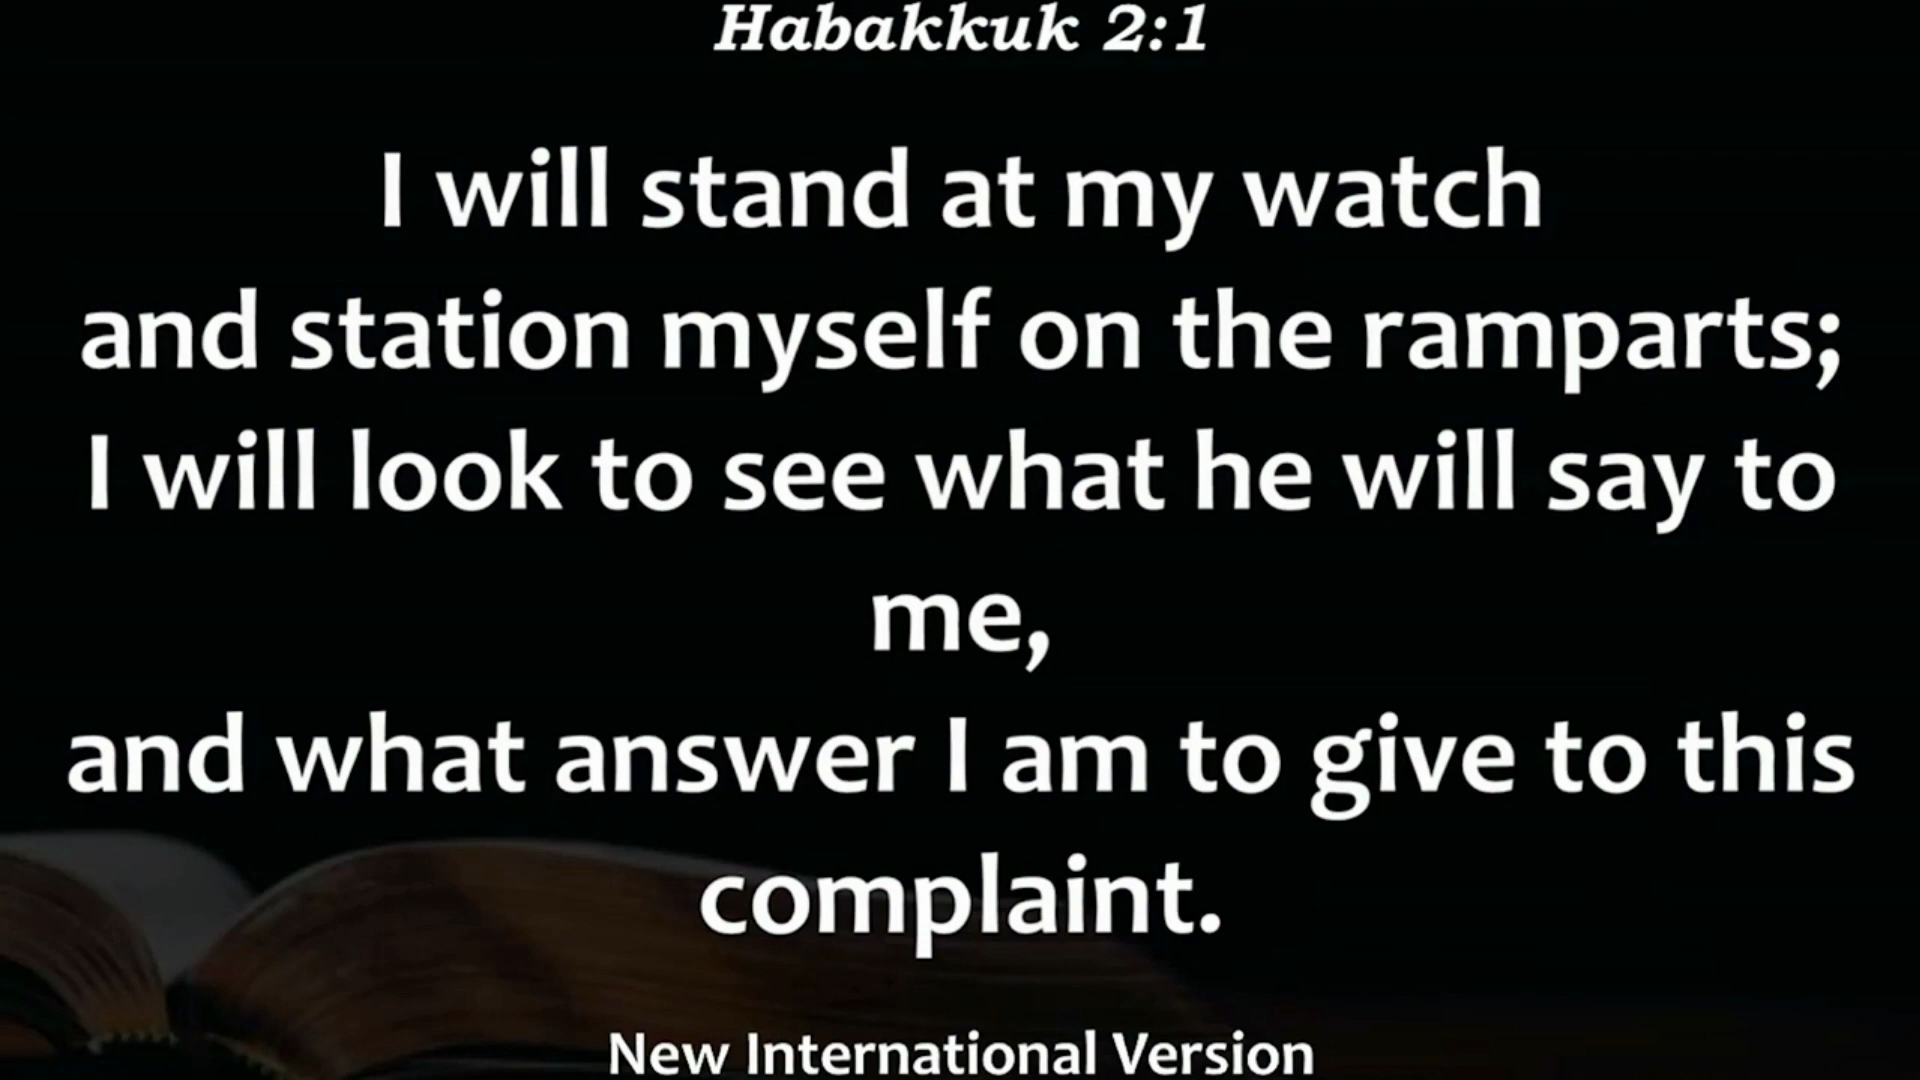 Habakkuk 2:1
I will stand at my watch
and station myself on the ramparts;
I will look to see what he will say to
me,
and what answer I am to give to this
complaint.
New International Version